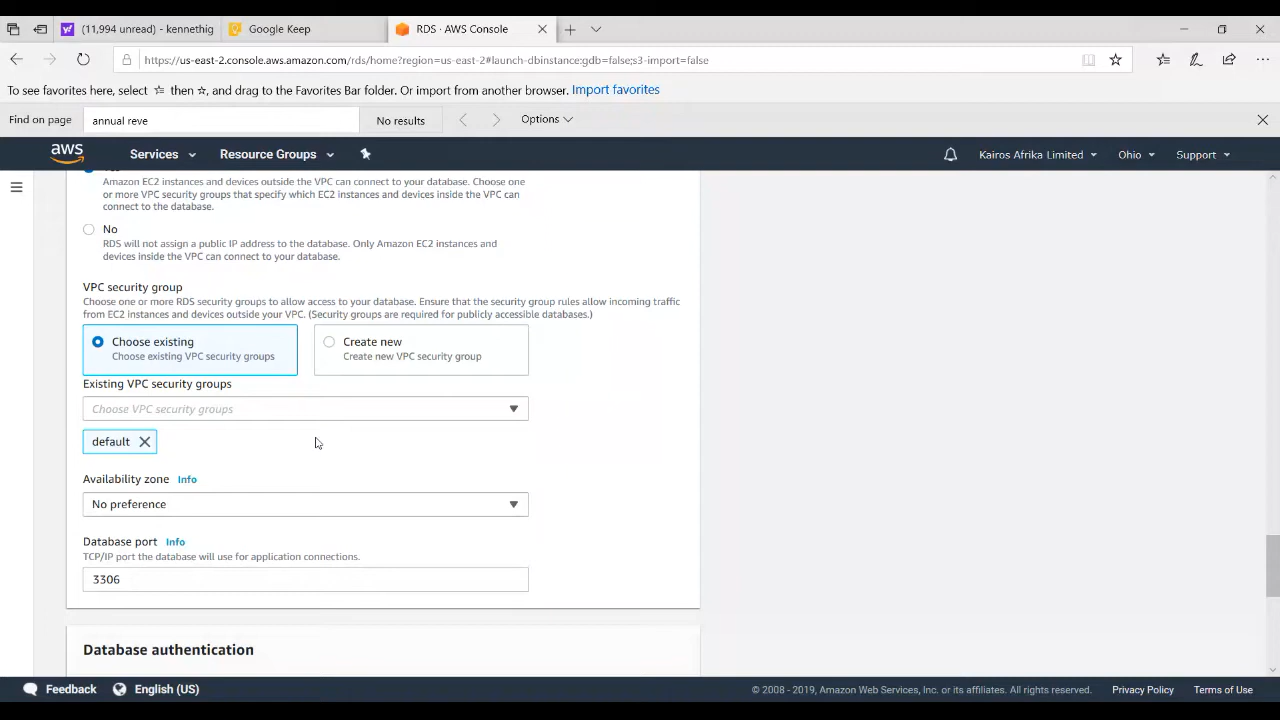 (11,994 unread) - kennethig
Google Keep
RDS · AWS Console
https://us-east-2.console.aws.amazon.com/rds/home?region=us-east-2#launch-dbinstance:gdb=false;s3-import=false
To see favorites here, select ☆ then ☆, and drag to the Favorites Bar folder. Or import from another browser. Import favorites
Find on page
annual reve
No results
Options
aws
Services
Resource Groups
Kairos Afrika Limited
Ohio
Support
Amazon EC2 instances and devices outside the VPC can connect to your database. Choose one
or more VPC security groups that specify which EC2 instances and devices inside the VPC can
connect to the database.
No
RDS will not assign a public IP address to the database. Only Amazon EC2 instances and
devices inside the VPC can connect to your database.
VPC security group
Choose one or more RDS security groups to allow access to your database. Ensure that the security group rules allow incoming traffic
from EC2 instances and devices outside your VPC. (Security groups are required for publicly accessible databases.)
Choose existing
Choose existing VPC security groups
Create new
Create new VPC security group
Existing VPC security groups
Choose VPC security groups
default
Availability zone Info
No preference
Database port Info
TCP/IP port the database will use for application connections.
3306
Database authentication
Feedback
English (US)
© 2008 - 2019, Amazon Web Services, Inc. or its affiliates. All rights reserved.
Privacy Policy
Terms of Use